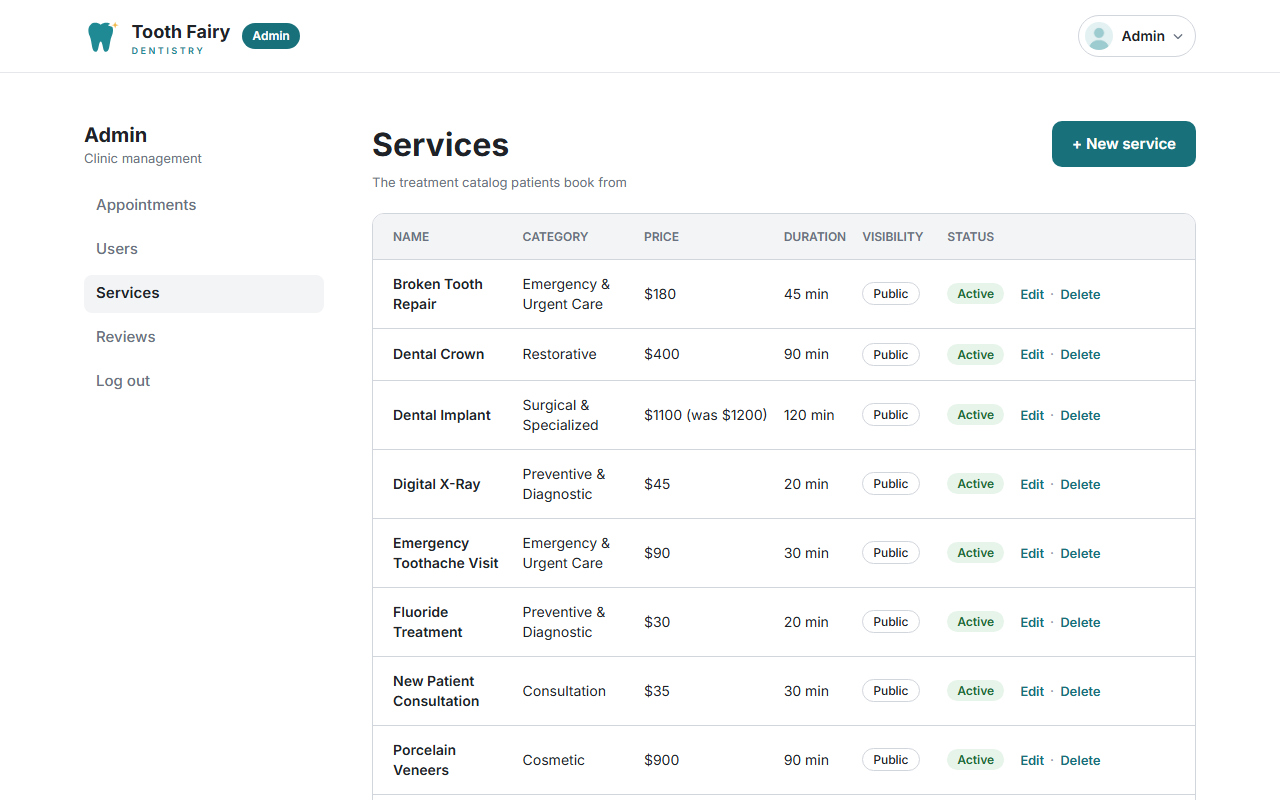 Tooth Fairy
DENTISTRY
Admin
Admin
Admin
Clinic management
Appointments
Users
Services
Reviews
Log out
Services
+ New service
The treatment catalog patients book from
NAME CATEGORY PRICE DURATION VISIBILITY STATUS
Broken Tooth Repair Emergency & Urgent Care $180 45 min Public Active Edit · Delete
Dental Crown Restorative $400 90 min Public Active Edit · Delete
Dental Implant Surgical & Specialized $1100 (was $1200) 120 min Public Active Edit · Delete
Digital X-Ray Preventive & Diagnostic $45 20 min Public Active Edit · Delete
Emergency Toothache Visit Emergency & Urgent Care $90 30 min Public Active Edit · Delete
Fluoride Treatment Preventive & Diagnostic $30 20 min Public Active Edit · Delete
New Patient Consultation Consultation $35 30 min Public Active Edit · Delete
Porcelain Veneers Cosmetic $900 90 min Public Active Edit · Delete